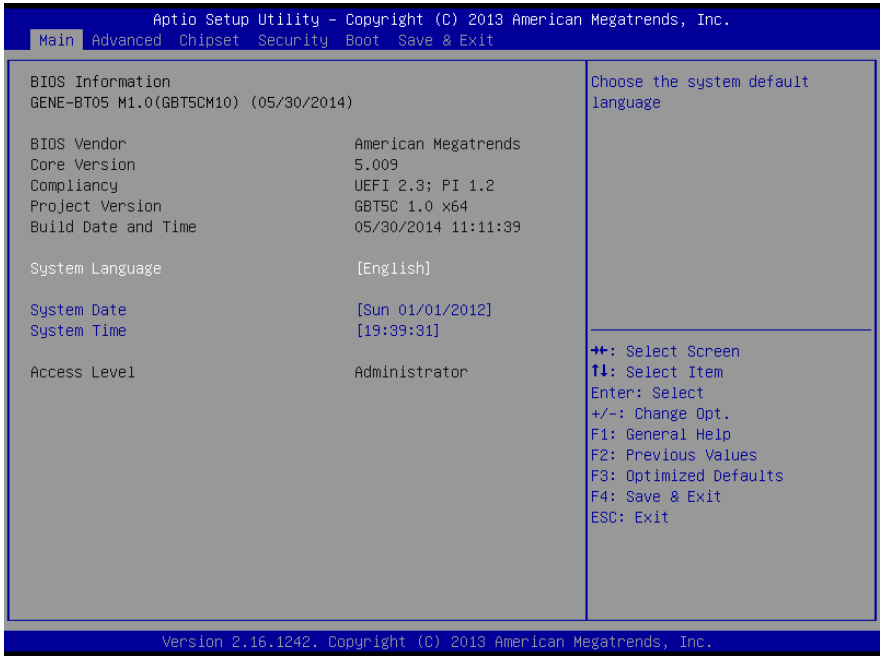 Aptio Setup Utility – Copyright (C) 2013 American Megatrends, Inc.
Main Advanced Chipset Security Boot Save & Exit
BIOS Information
GENE-BT05 M1.0(GBT5CM10) (05/30/2014)
BIOS Vendor American Megatrends
Core Version 5.009
Compliancy UEFI 2.3; PI 1.2
Project Version GBT5C 1.0 x64
Build Date and Time 05/30/2014 11:11:39
System Language [English]
System Date [Sun 01/01/2012]
System Time [19:39:31]
Access Level Administrator
Choose the system default
language
→←: Select Screen
↑↓: Select Item
Enter: Select
+/-: Change Opt.
F1: General Help
F2: Previous Values
F3: Optimized Defaults
F4: Save & Exit
ESC: Exit
Version 2.16.1242. Copyright (C) 2013 American Megatrends, Inc.